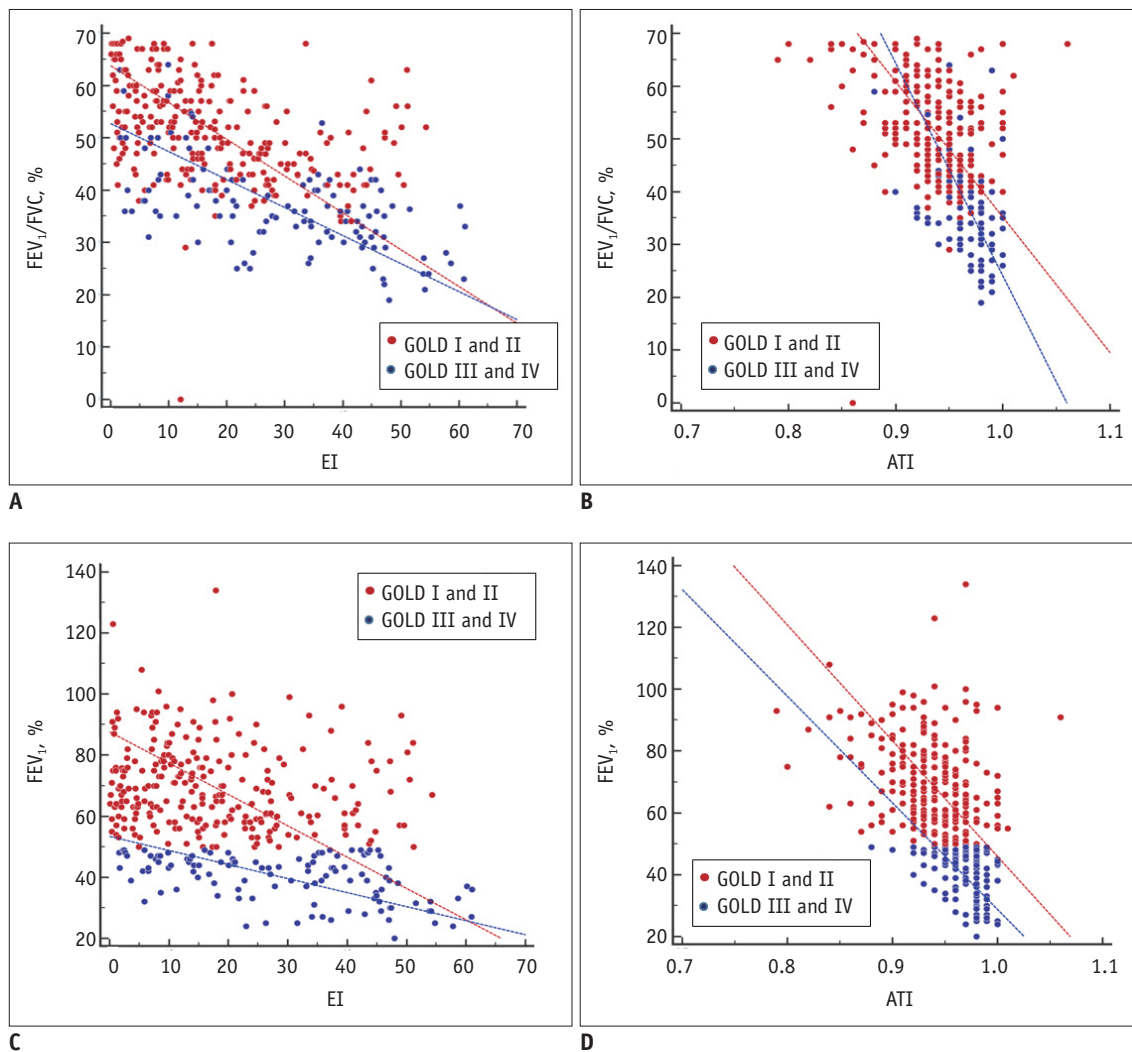 70
60
50
40
30
20
10
0
FEV₁/FVC, %
0 10 20 30 40 50 60 70
EI
GOLD I and II
GOLD III and IV
A
70
60
50
40
30
20
10
0
FEV₁/FVC, %
0.7 0.8 0.9 1.0 1.1
ATI
GOLD I and II
GOLD III and IV
B
140
120
100
80
60
40
20
FEV₁, %
0 10 20 30 40 50 60 70
EI
GOLD I and II
GOLD III and IV
C
140
120
100
80
60
40
20
FEV₁, %
0.7 0.8 0.9 1.0 1.1
ATI
GOLD I and II
GOLD III and IV
D